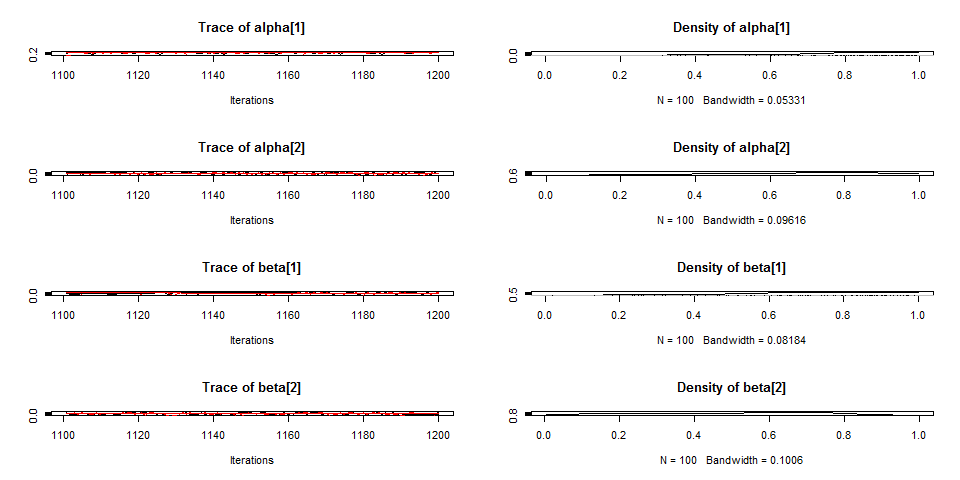 Trace of alpha[1]
0.2
1100 1120 1140 1160 1180 1200
Iterations
Density of alpha[1]
0.0
0.0 0.2 0.4 0.6 0.8 1.0
N = 100 Bandwidth = 0.05331
Trace of alpha[2]
0.0
1100 1120 1140 1160 1180 1200
Iterations
Density of alpha[2]
0.6
0.0 0.2 0.4 0.6 0.8 1.0
N = 100 Bandwidth = 0.09616
Trace of beta[1]
0.0
1100 1120 1140 1160 1180 1200
Iterations
Density of beta[1]
0.5
0.0 0.2 0.4 0.6 0.8 1.0
N = 100 Bandwidth = 0.08184
Trace of beta[2]
0.0
1100 1120 1140 1160 1180 1200
Iterations
Density of beta[2]
0.8
0.0 0.2 0.4 0.6 0.8 1.0
N = 100 Bandwidth = 0.1006